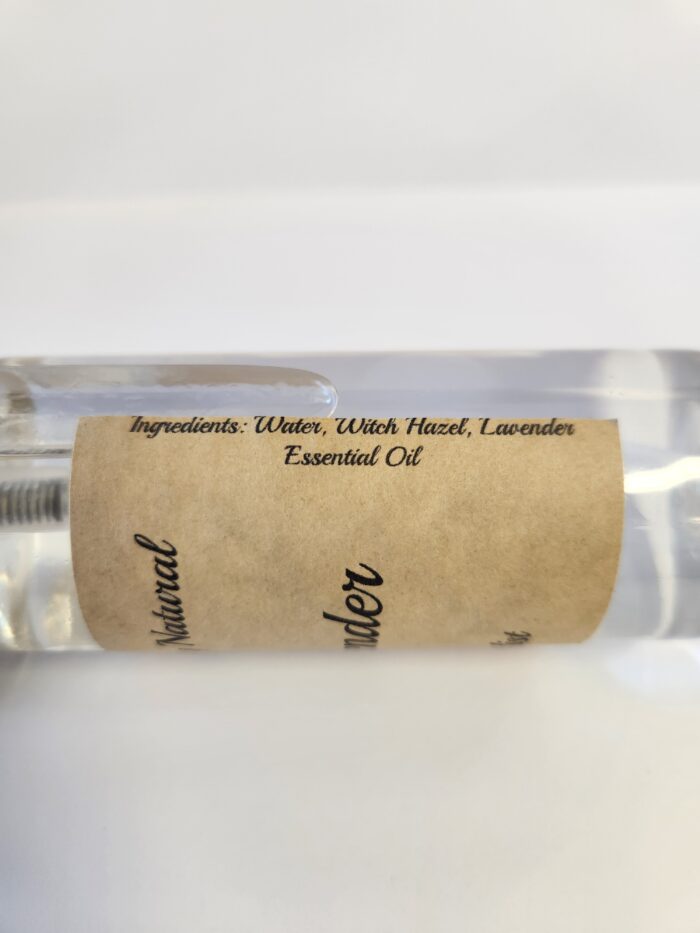 Ingredients: Water, Witch Hazel, Lavender
Essential Oil
Natural
nder